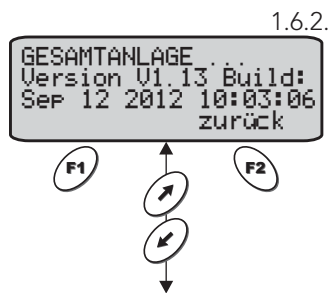 1.6.2.
GESAMTANLAGE ...
Version V1.13 Build:
Sep 12 2012 10:03:06
zurück
F1 F2